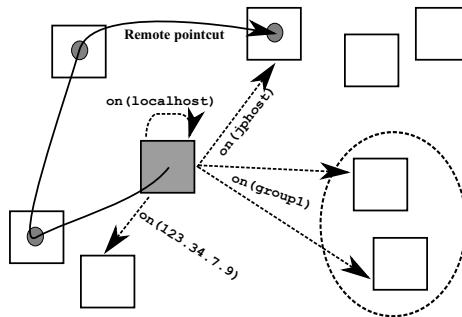 Remote pointcut
on(localhost)
on(jphost)
on(group1)
on(123.34.7.9)